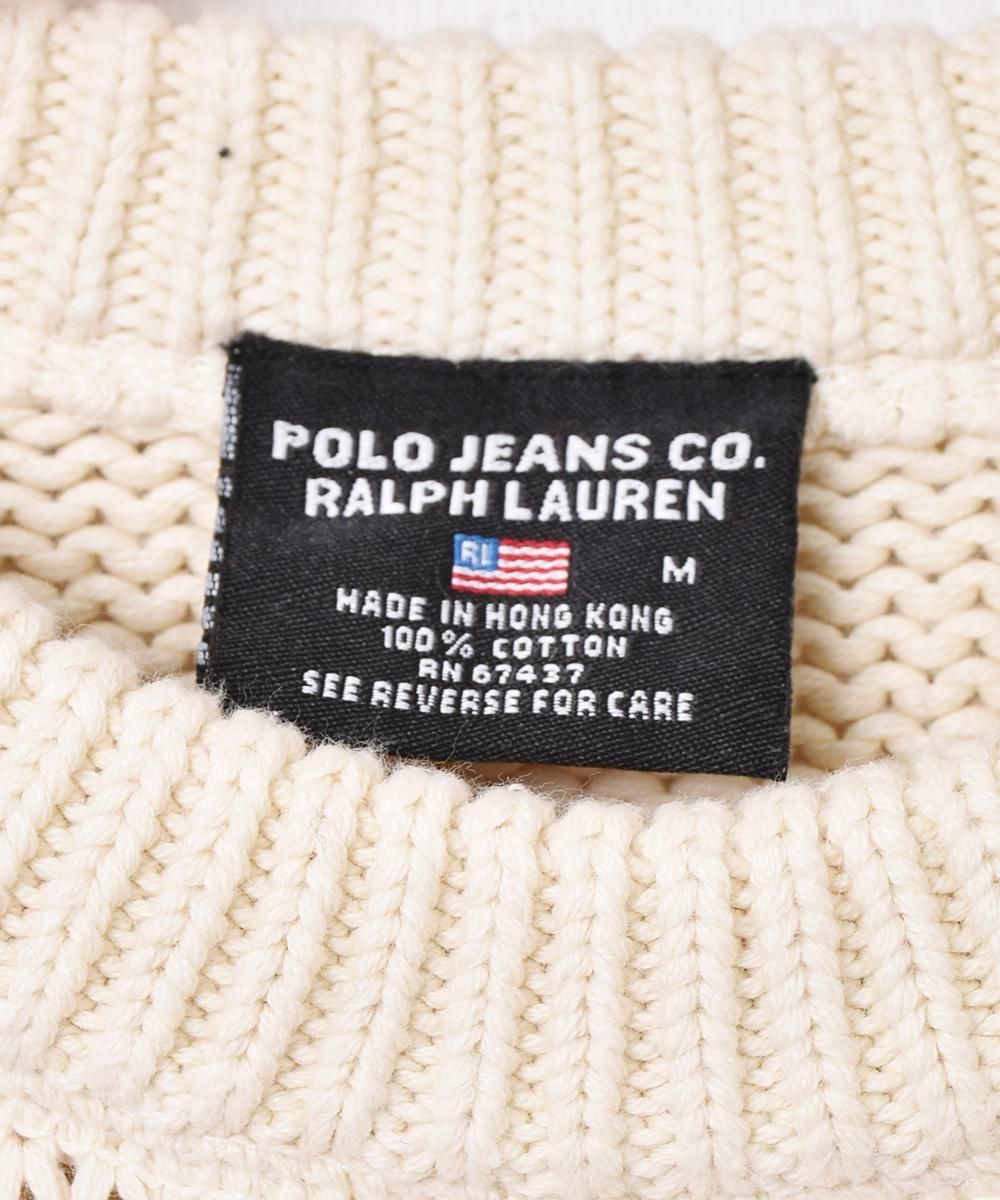 POLO JEANS CO.
RALPH LAUREN
RL
M
MADE IN HONG KONG
100% COTTON
RN 67437
SEE REVERSE FOR CARE